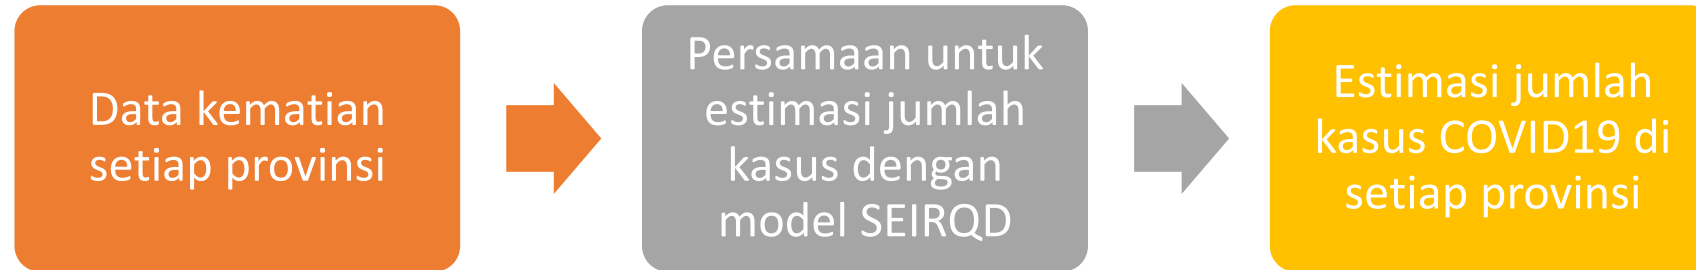 Data kematian
setiap provinsi
Persamaan untuk
estimasi jumlah
kasus dengan
model SEIRQD
Estimasi jumlah
kasus COVID19 di
setiap provinsi